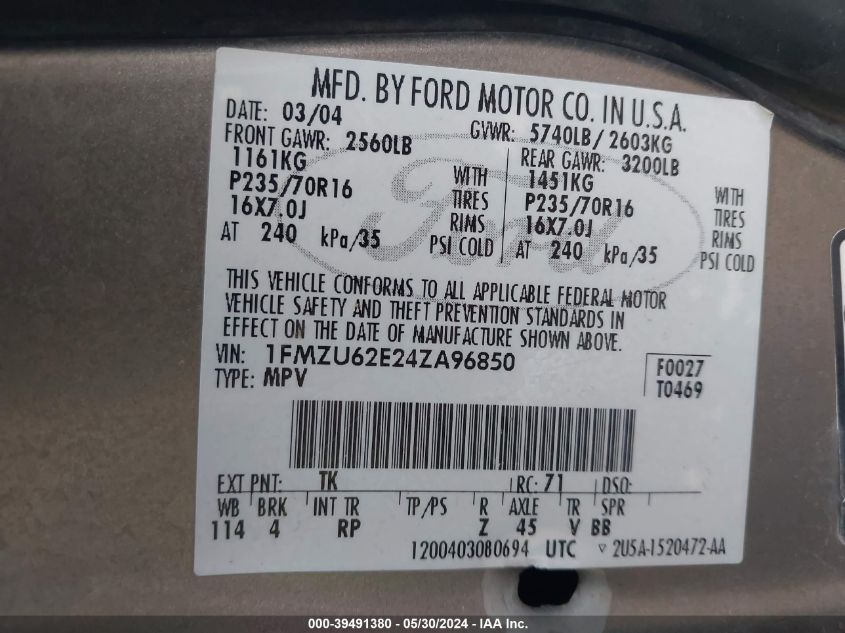 MFD. BY FORD MOTOR CO. IN U.S.A.
DATE: 03/04 GVWR: 5740LB/ 2603KG
FRONT GAWR: 2560LB REAR GAWR: 3200LB
1161KG WITH 1451KG WITH
P235/70R16 TIRES P235/70R16 TIRES
16X7.0J RIMS 16X7.0J RIMS
AT 240 kPa/35 PSI COLD AT 240 kPa/35 PSI COLD
Ford
THIS VEHICLE CONFORMS TO ALL APPLICABLE FEDERAL MOTOR
VEHICLE SAFETY AND THEFT PREVENTION STANDARDS IN
EFFECT ON THE DATE OF MANUFACTURE SHOWN ABOVE.
VIN: 1FMZU62E24ZA96850 F0027
TYPE: MPV T0469
EXT PNT: TK RC: 71 DSO:
WB BRK INT TR TP/PS R AXLE TR SPR
114 4 RP Z 45 V BB
1200403080694 UTC ▽ 2U5A-1520472-AA
000-39491380 - 05/30/2024 - IAA Inc.